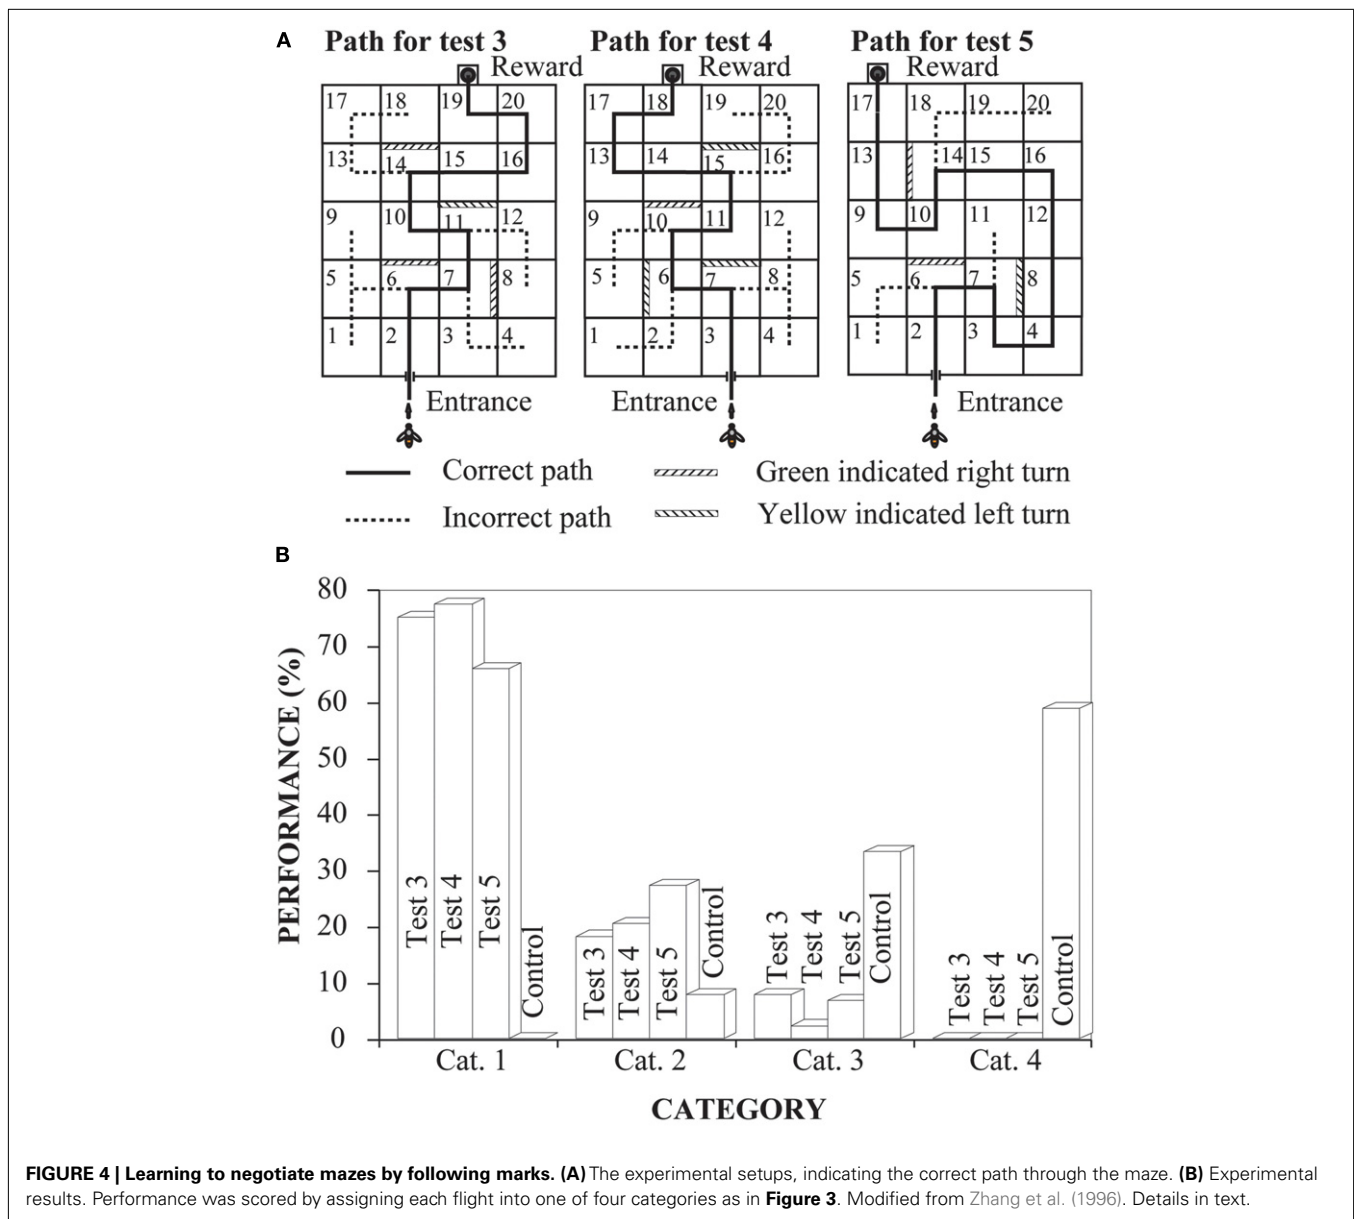 A
Path for test 3 Path for test 4 Path for test 5
Reward Reward Reward
17 18 19 20
13 14 15 16
9 10 11 12
5 6 7 8
1 2 3 4
17 18 19 20
13 14 15 16
9 10 11 12
5 6 7 8
1 2 3 4
17 18 19 20
13 14 15 16
9 10 11 12
5 6 7 8
1 2 3 4
Entrance Entrance Entrance
Correct path Green indicated right turn
Incorrect path Yellow indicated left turn
B
PERFORMANCE (%)
80
70
60
50
40
30
20
10
0
Test 3 Test 4 Test 5 Control
Test 3 Test 4 Test 5 Control
Test 3 Test 4 Test 5 Control
Test 3 Test 4 Test 5 Control
Cat. 1 Cat. 2 Cat. 3 Cat. 4
CATEGORY
FIGURE 4 | Learning to negotiate mazes by following marks. (A) The experimental setups, indicating the correct path through the maze. (B) Experimental
results. Performance was scored by assigning each flight into one of four categories as in Figure 3. Modified from Zhang et al. (1996). Details in text.